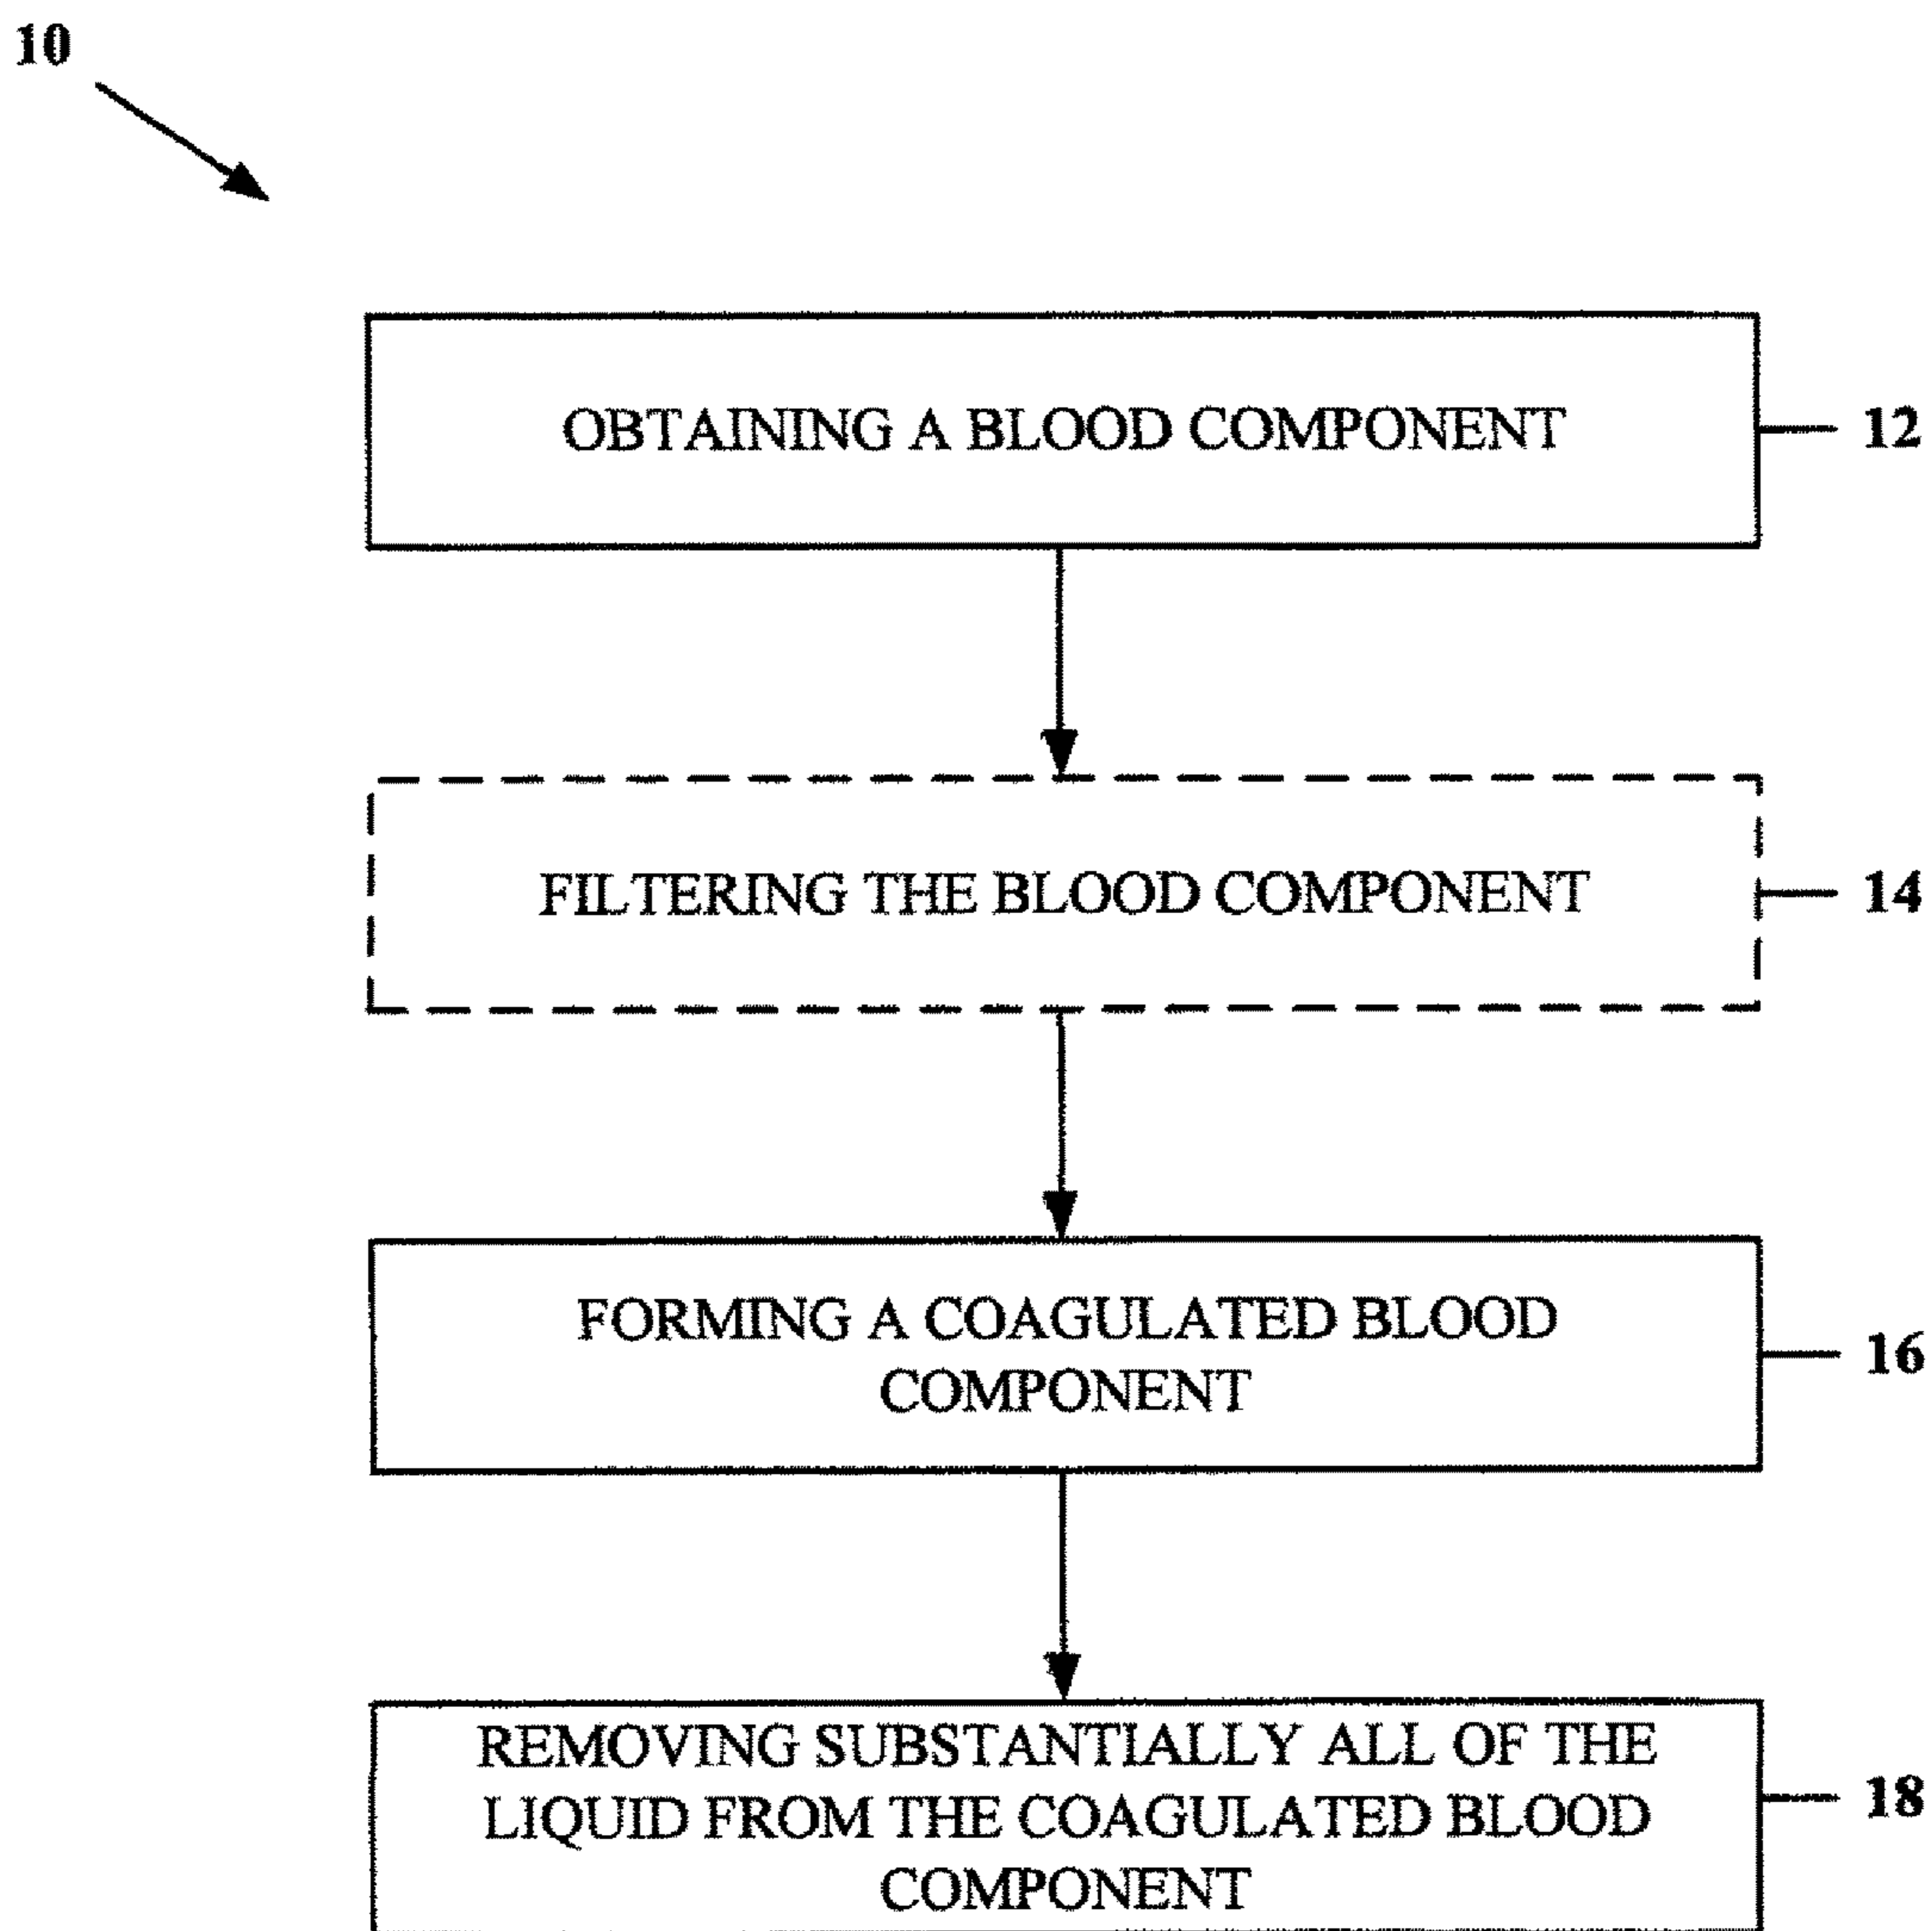 10
OBTAINING A BLOOD COMPONENT
12
FILTERING THE BLOOD COMPONENT
14
FORMING A COAGULATED BLOOD
COMPONENT
16
REMOVING SUBSTANTIALLY ALL OF THE
LIQUID FROM THE COAGULATED BLOOD
COMPONENT
18